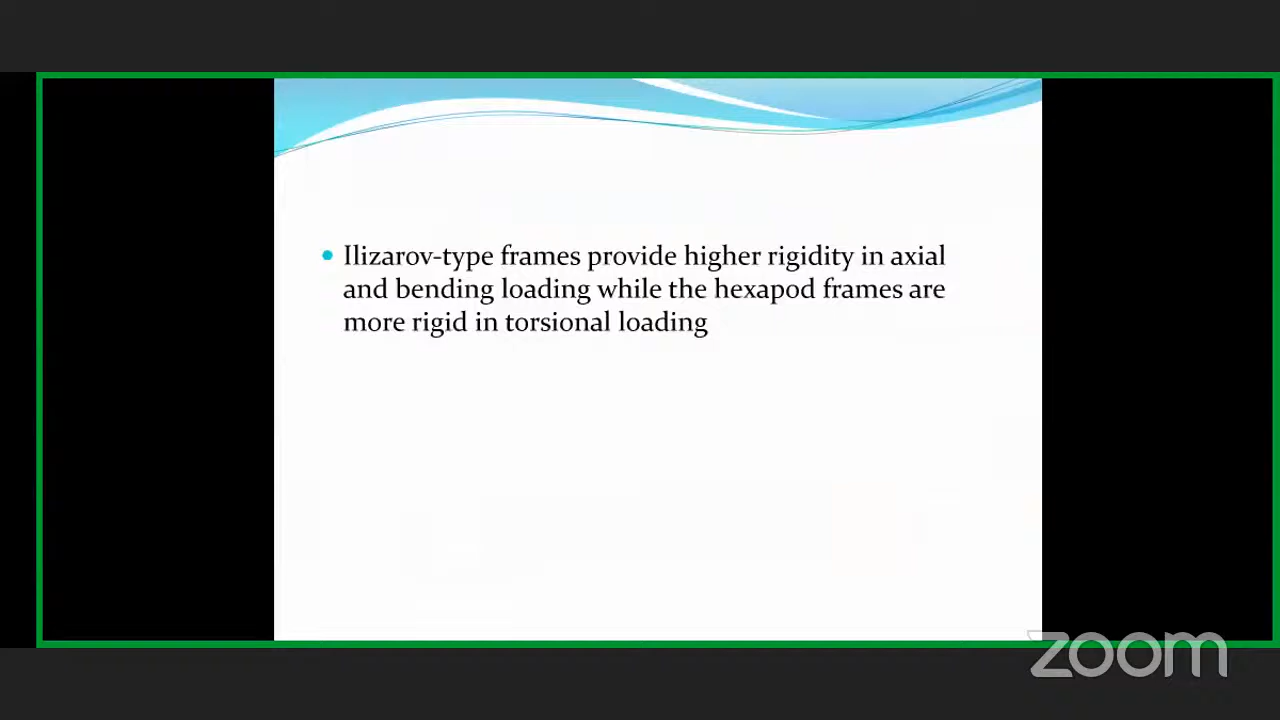 Ilizarov-type frames provide higher rigidity in axial
and bending loading while the hexapod frames are
more rigid in torsional loading
zoom